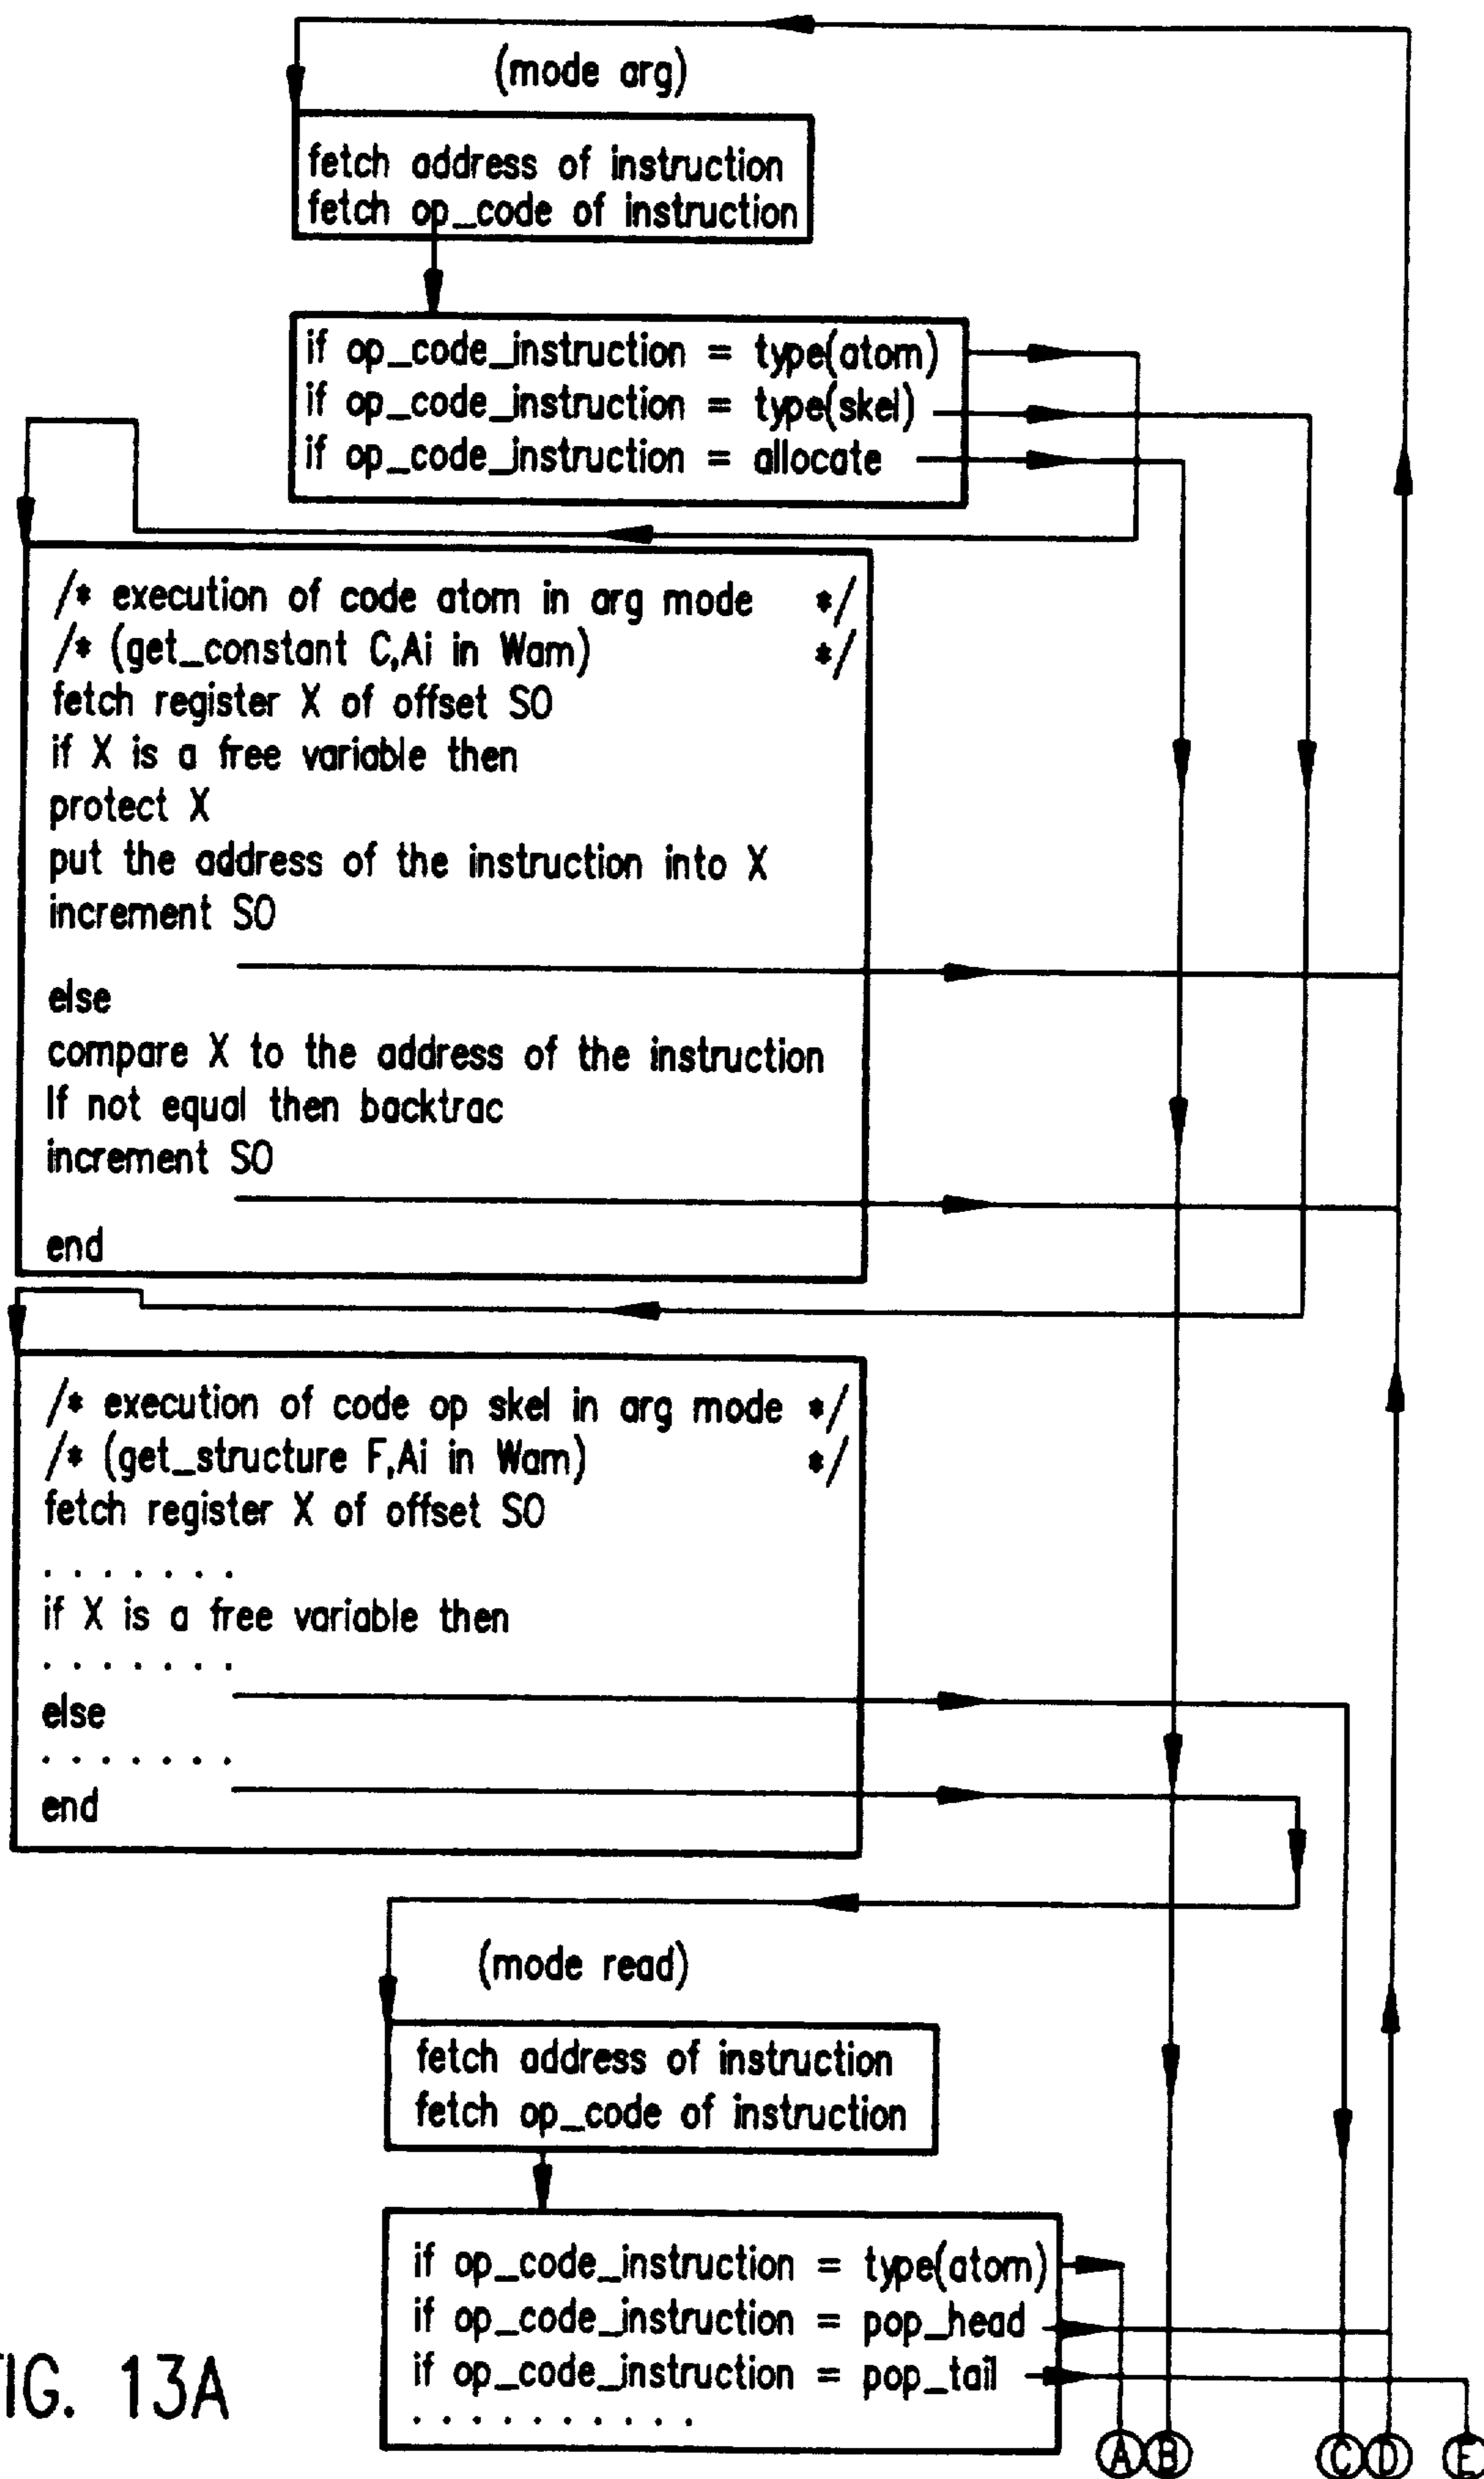 (mode arg)
fetch address of instruction
fetch op_code of instruction
if op_code_instruction = type(atom)
if op_code_instruction = type(skel)
if op_code_instruction = allocate
/* execution of code atom in arg mode */
/* (get_constant C,Ai in Wam) */
fetch register X of offset SO
if X is a free variable then
protect X
put the address of the instruction into X
increment SO
else
compare X to the address of the instruction
If not equal then backtrac
increment SO
end
/* execution of code op skel in arg mode */
/* (get_structure F,Ai in Wam) */
fetch register X of offset SO
. . . . . . .
if X is a free variable then
. . . . . . .
else
. . . . . . .
end
(mode read)
fetch address of instruction
fetch op_code of instruction
if op_code_instruction = type(atom)
if op_code_instruction = pop_head
if op_code_instruction = pop_tail
. . . . . . . . . . .
A B C D E
IG. 13A